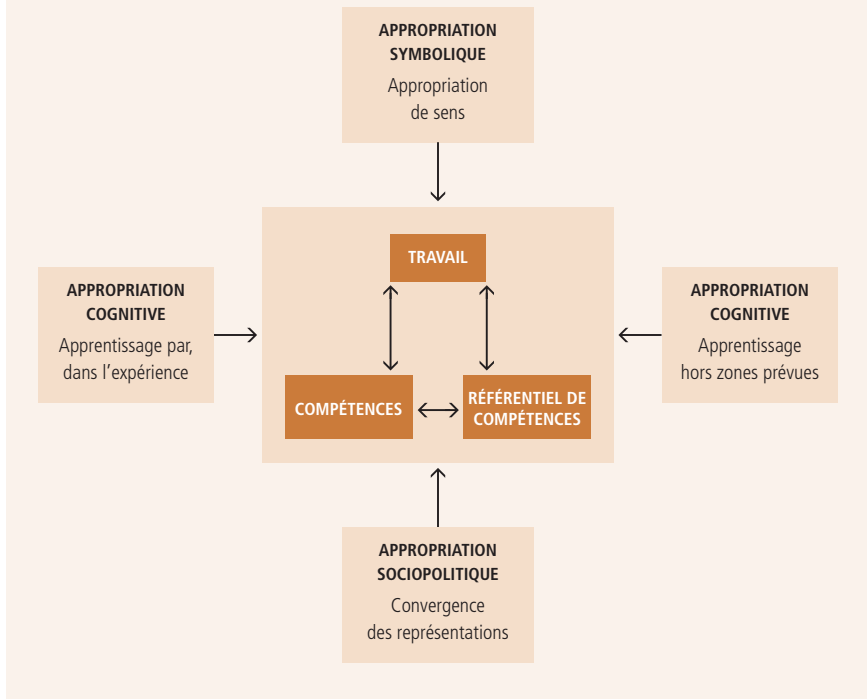 APPROPRIATION
SYMBOLIQUE
Appropriation
de sens
TRAVAIL
APPROPRIATION
COGNITIVE
Apprentissage par,
dans l’expérience
APPROPRIATION
COGNITIVE
Apprentissage
hors zones prévues
COMPÉTENCES
RÉFÉRENTIEL DE
COMPÉTENCES
APPROPRIATION
SOCIOPOLITIQUE
Convergence
des représentations